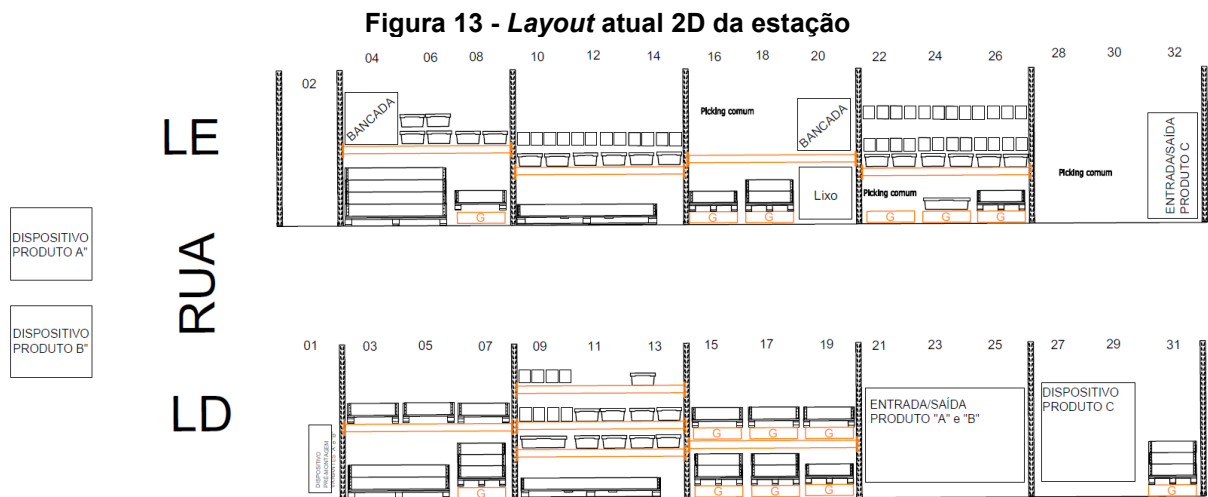 Figura 13 - Layout atual 2D da estação
02 04 06 08 10 12 14 16 18 20 22 24 26 28 30 32
LE
BANCADA
Picking comum
BANCADA
Lixo
G
G
G
Picking comum
G
G
G
Picking comum
ENTRADA/SAÍDA
PRODUTO C
DISPOSITIVO
PRODUTO A"
DISPOSITIVO
PRODUTO B"
RUA
LD
01 03 05 07 09 11 13 15 17 19 21 23 25 27 29 31
DISPOSITIVO
PRÉ-MONTAGEM
G
G
G
G
G
G
G
ENTRADA/SAÍDA
PRODUTO "A" e "B"
DISPOSITIVO
PRODUTO C
G